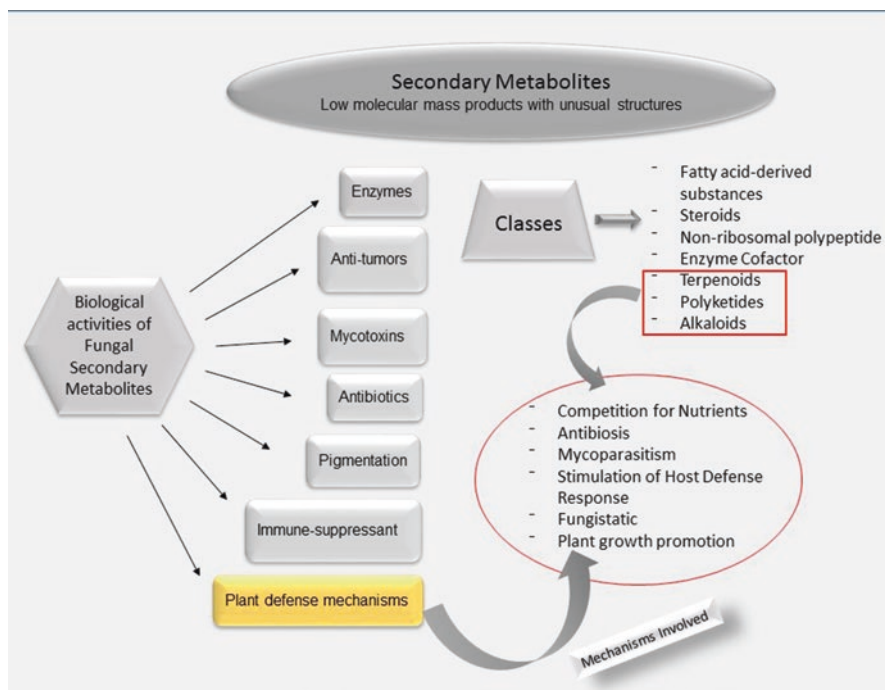 Secondary Metabolites
Low molecular mass products with unusual structures
Biological
activities of
Fungal
Secondary
Metabolites
Enzymes
Anti-tumors
Mycotoxins
Antibiotics
Pigmentation
Immune-suppressant
Plant defense mechanisms
Classes
- Fatty acid-derived
substances
- Steroids
- Non-ribosomal polypeptide
- Enzyme Cofactor
- Terpenoids
- Polyketides
- Alkaloids
- Competition for Nutrients
- Antibiosis
- Mycoparasitism
- Stimulation of Host Defense
Response
- Fungistatic
- Plant growth promotion
Mechanisms Involved